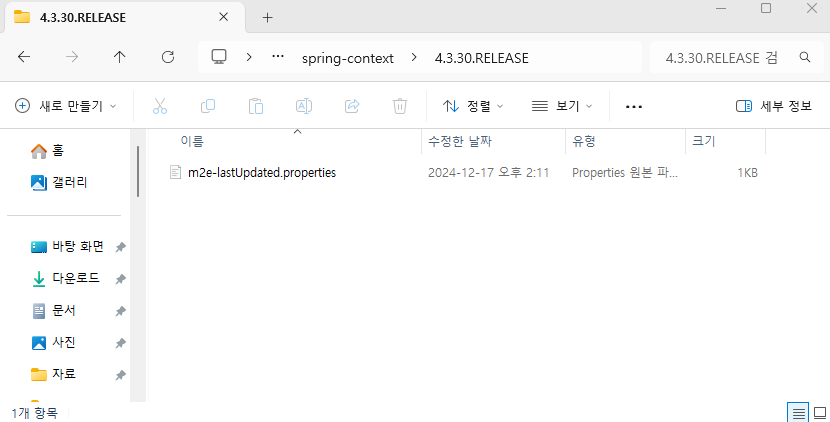 4.3.30.RELEASE
spring-context 4.3.30.RELEASE 4.3.30.RELEASE 검
새로 만들기 정렬 보기 세부 정보
홈
갤러리
바탕 화면
다운로드
문서
사진
자료
이름 수정한 날짜 유형 크기
m2e-lastUpdated.properties 2024-12-17 오후 2:11 Properties 원본 파... 1KB
1개 항목